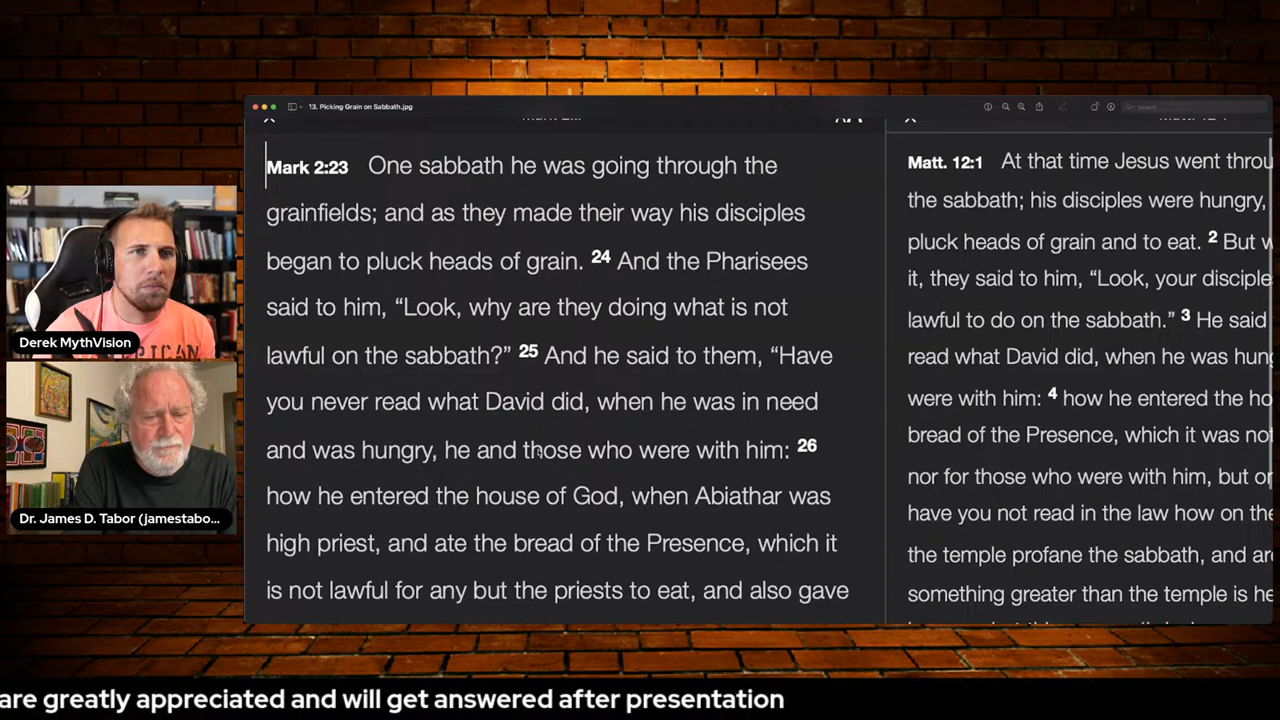 13. Picking Grain on Sabbath.jpg
Search
Mark 2:23 One sabbath he was going through the
grainfields; and as they made their way his disciples
began to pluck heads of grain. 24 And the Pharisees
said to him, “Look, why are they doing what is not
lawful on the sabbath?” 25 And he said to them, “Have
you never read what David did, when he was in need
and was hungry, he and those who were with him: 26
how he entered the house of God, when Abiathar was
high priest, and ate the bread of the Presence, which it
is not lawful for any but the priests to eat, and also gave
Matt. 12:1 At that time Jesus went throu
the sabbath; his disciples were hungry,
pluck heads of grain and to eat. 2 But w
it, they said to him, “Look, your disciple
lawful to do on the sabbath.” 3 He said
read what David did, when he was hun
were with him: 4 how he entered the ho
bread of the Presence, which it was not
nor for those who were with him, but or
have you not read in the law how on the
the temple profane the sabbath, and are
something greater than the temple is he
Derek MythVision
Dr. James D. Tabor (jamestabo...
are greatly appreciated and will get answered after presentation